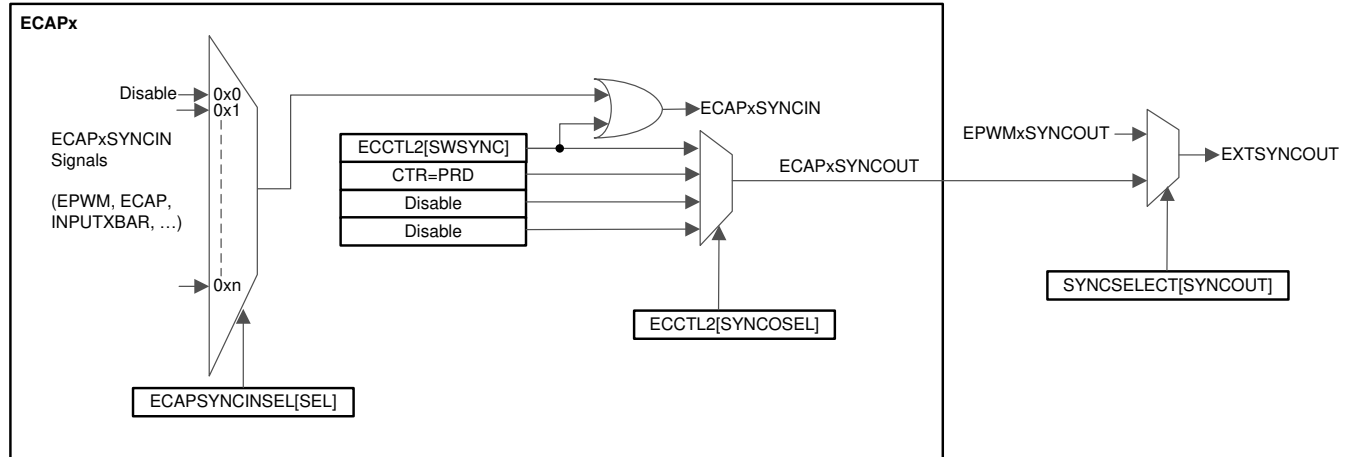 ECAPx
Disable
0x0
0x1
ECAPxSYNCIN
Signals
(EPWM, ECAP,
INPUTXBAR, …)
0xn
ECAPSYNCINSEL[SEL]
ECCTL2[SWSYNC]
CTR=PRD
Disable
Disable
ECAPxSYNCIN
ECAPxSYNCOUT
ECCTL2[SYNCOSEL]
EPWMxSYNCOUT
EXTSYNCOUT
SYNCSELECT[SYNCOUT]